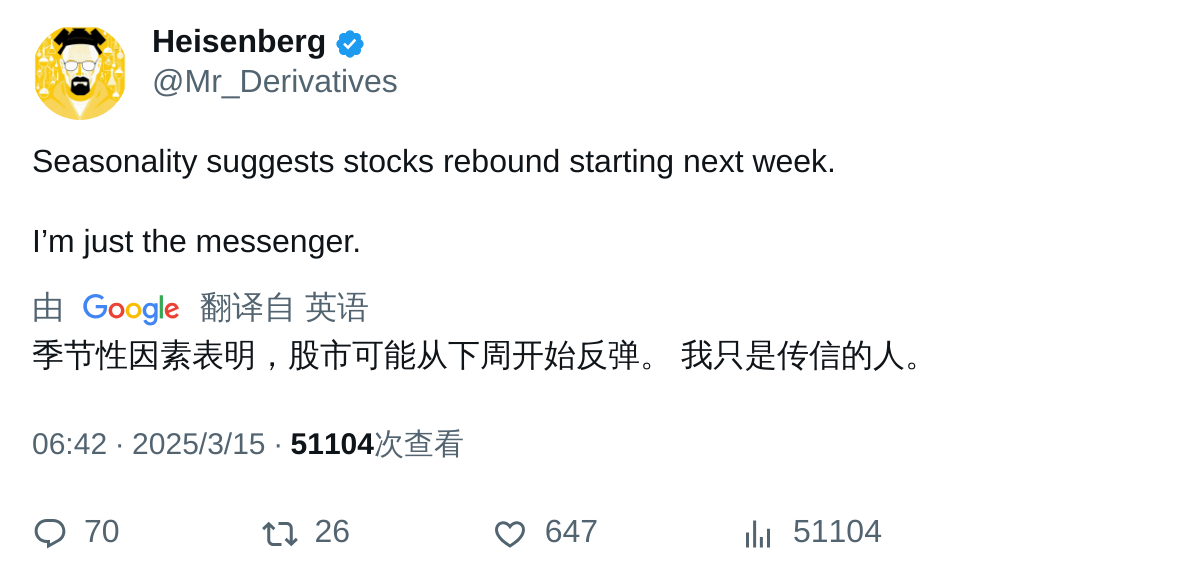 Heisenberg
@Mr_Derivatives
Seasonality suggests stocks rebound starting next week.
I’m just the messenger.
由 Google 翻译自 英语
季节性因素表明，股市可能从下周开始反弹。 我只是传信的人。
06:42 · 2025/3/15 · 51104次查看
70 26 647 51104